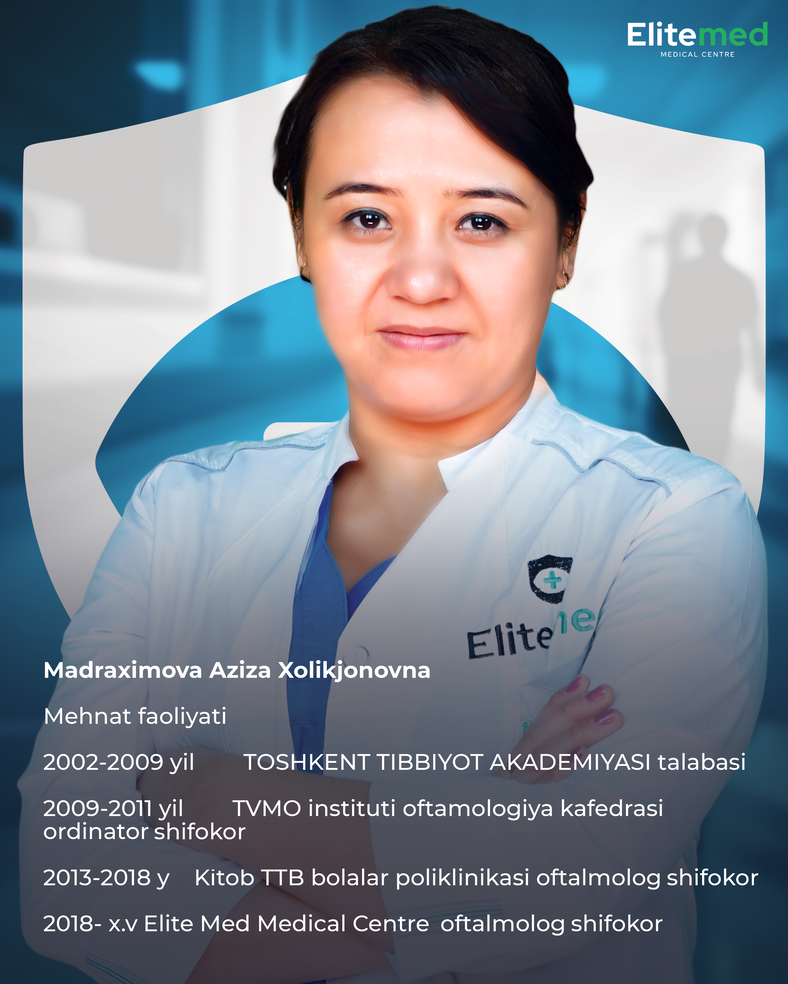 Elitemed
MEDICAL CENTRE
Eliteme
Madraximova Aziza Xolikjonovna
Mehnat faoliyati
2002-2009 yil TOSHKENT TIBBIYOT AKADEMIYASI talabasi
2009-2011 yil TVMO instituti oftamologiya kafedrasi
ordinator shifokor
2013-2018 y Kitob TTB bolalar poliklinikasi oftalmolog shifokor
2018- x.v Elite Med Medical Centre oftalmolog shifokor